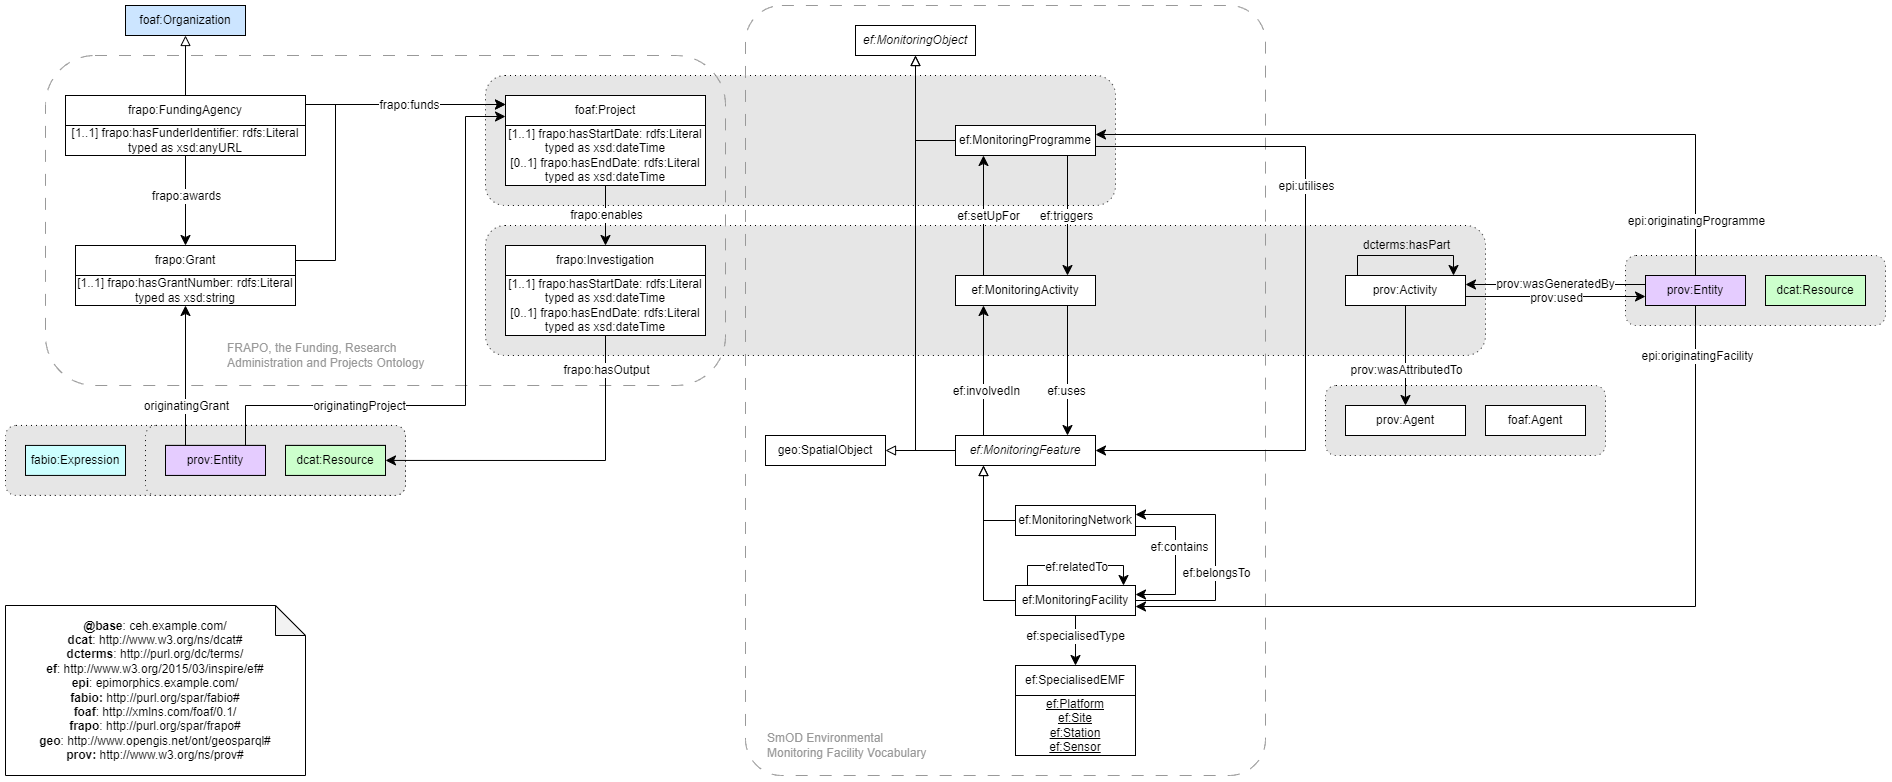 foaf:Organization
ef:MonitoringObject
frapo:FundingAgency
[1..1] frapo:hasFunderIdentifier: rdfs:Literal
typed as xsd:anyURL
frapo:funds
foaf:Project
[1..1] frapo:hasStartDate: rdfs:Literal
typed as xsd:dateTime
[0..1] frapo:hasEndDate: rdfs:Literal
typed as xsd:dateTime
ef:MonitoringProgramme
epi:utilises
frapo:awards
frapo:enables
ef:setUpFor
ef:triggers
epi:originatingProgramme
frapo:Grant
[1..1] frapo:hasGrantNumber: rdfs:Literal
typed as xsd:string
frapo:Investigation
[1..1] frapo:hasStartDate: rdfs:Literal
typed as xsd:dateTime
[0..1] frapo:hasEndDate: rdfs:Literal
typed as xsd:dateTime
ef:MonitoringActivity
dcterms:hasPart
prov:Activity
prov:wasGeneratedBy
prov:used
prov:Entity
dcat:Resource
FRAPO, the Funding, Research
Administration and Projects Ontology
frapo:hasOutput
epi:originatingFacility
prov:wasAttributedTo
ef:involvedIn
ef:uses
originatingGrant
originatingProject
prov:Agent
foaf:Agent
fabio:Expression
prov:Entity
dcat:Resource
geo:SpatialObject
ef:MonitoringFeature
ef:MonitoringNetwork
ef:contains
ef:relatedTo
ef:belongsTo
ef:MonitoringFacility
ef:specialisedType
ef:SpecialisedEMF
ef:Platform
ef:Site
ef:Station
ef:Sensor
SmOD Environmental
Monitoring Facility Vocabulary
@base: ceh.example.com/
dcat: http://www.w3.org/ns/dcat#
dcterms: http://purl.org/dc/terms/
ef: http://www.w3.org/2015/03/inspire/ef#
epi: epimorphics.example.com/
fabio: http://purl.org/spar/fabio#
foaf: http://xmlns.com/foaf/0.1/
frapo: http://purl.org/spar/frapo#
geo: http://www.opengis.net/ont/geosparql#
prov: http://www.w3.org/ns/prov#